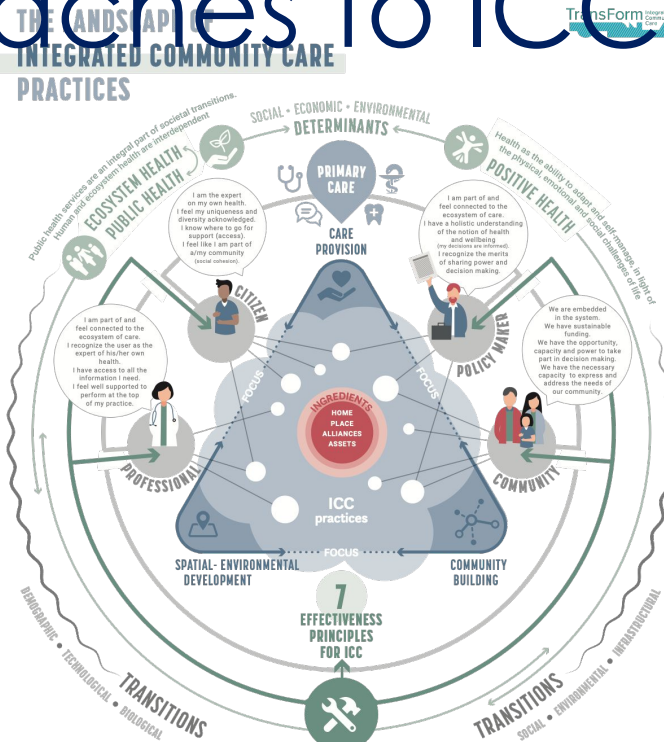 aches to ICC
THE LANDSCAPE OF
INTEGRATED COMMUNITY CARE
PRACTICES
TransForm
SOCIAL • ECONOMIC • ENVIRONMENTAL
DETERMINANTS
Public health services are an integral part of societal transitions.
Human and ecosystem health are interdependent
ECOSYSTEM HEALTH
PUBLIC HEALTH
Health as the ability to adapt and self-manage, in light of
the physical, emotional and social challenges of life
POSITIVE HEALTH
PRIMARY
CARE
CARE
PROVISION
I am the expert
on my own health.
I feel my uniqueness and
diversity acknowledged.
I know where to go for
support (access).
I feel like I am part of
a/my community
(social cohesion).
CITIZEN
I am part of and
feel connected to the
ecosystem of care.
I have a holistic understanding
of the notion of health
and wellbeing
(my decisions are informed).
I recognize the merits
of sharing power and
decision making.
POLICY MAKER
I am part of and
feel connected to the
ecosystem of care.
I recognize the user as the
expert of his/her own
health.
I have access to all the
information I need.
I feel well supported to
perform at the top
of my practice.
PROFESSIONAL
We are embedded
in the system.
We have sustainable
funding.
We have the opportunity,
capacity and power to take
part in decision making.
We have the necessary
capacity to express and
address the needs of
our community.
COMMUNITY
FOCUS
FOCUS
INGREDIENTS
HOME
PLACE
ALLIANCES
ASSETS
ICC
practices
FOCUS
SPATIAL- ENVIRONMENTAL
DEVELOPMENT
COMMUNITY
BUILDING
7
EFFECTIVENESS
PRINCIPLES
FOR ICC
TRANSITIONS
DEMOGRAPHIC • TECHNOLOGICAL • BIOLOGICAL
TRANSITIONS
SOCIAL • ENVIRONMENTAL • INFRASTRUCTURAL